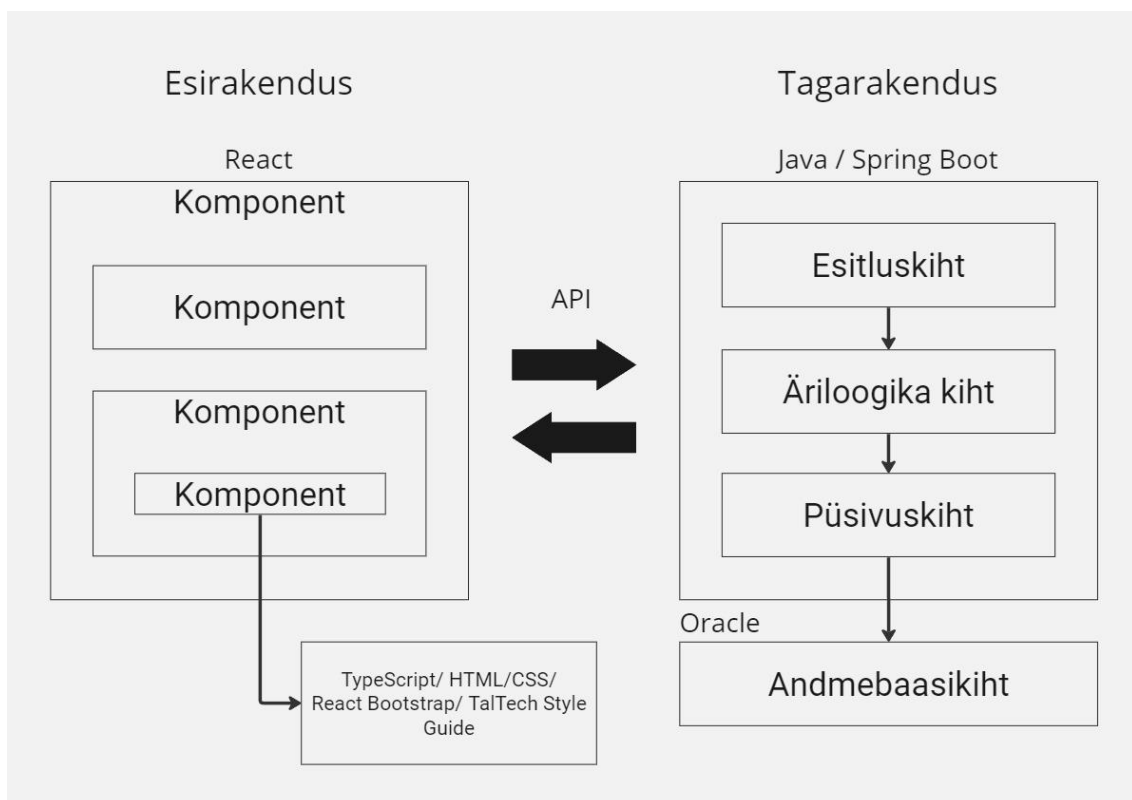 Esirakendus
React
Komponent
Komponent
Komponent
Komponent
TypeScript/ HTML/CSS/
React Bootstrap/ TalTech Style
Guide
API
Tagarakendus
Java / Spring Boot
Esitluskiht
Äriloogika kiht
Püsivuskiht
Oracle
Andmebaasikiht